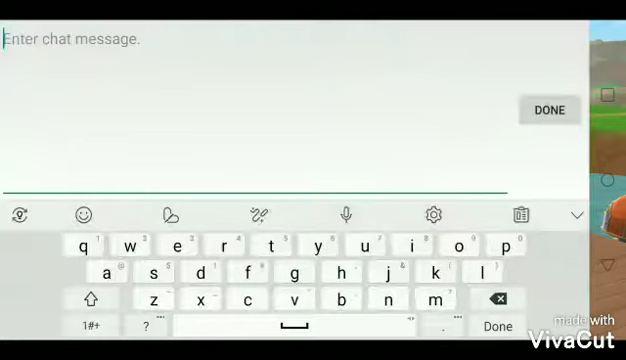 Enter chat message.
DONE
q w e r t y u i o p
a s d f g h j k l
z x c v b n m
1#+ ? . Done
made with
VivaCut